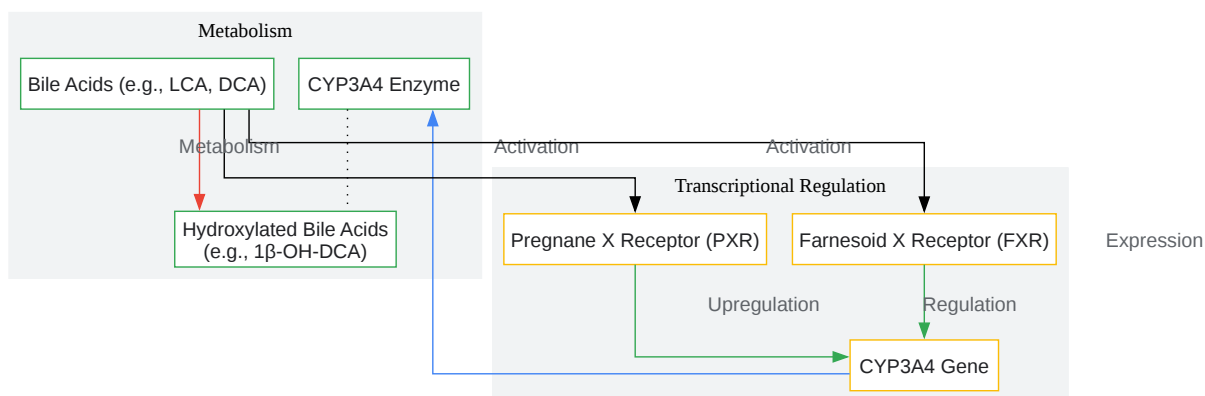 Metabolism
Bile Acids (e.g., LCA, DCA)
CYP3A4 Enzyme
Metabolism
Activation
Activation
Transcriptional Regulation
Hydroxylated Bile Acids
(e.g., 1β-OH-DCA)
Pregnane X Receptor (PXR)
Farnesoid X Receptor (FXR)
Expression
Upregulation
Regulation
CYP3A4 Gene